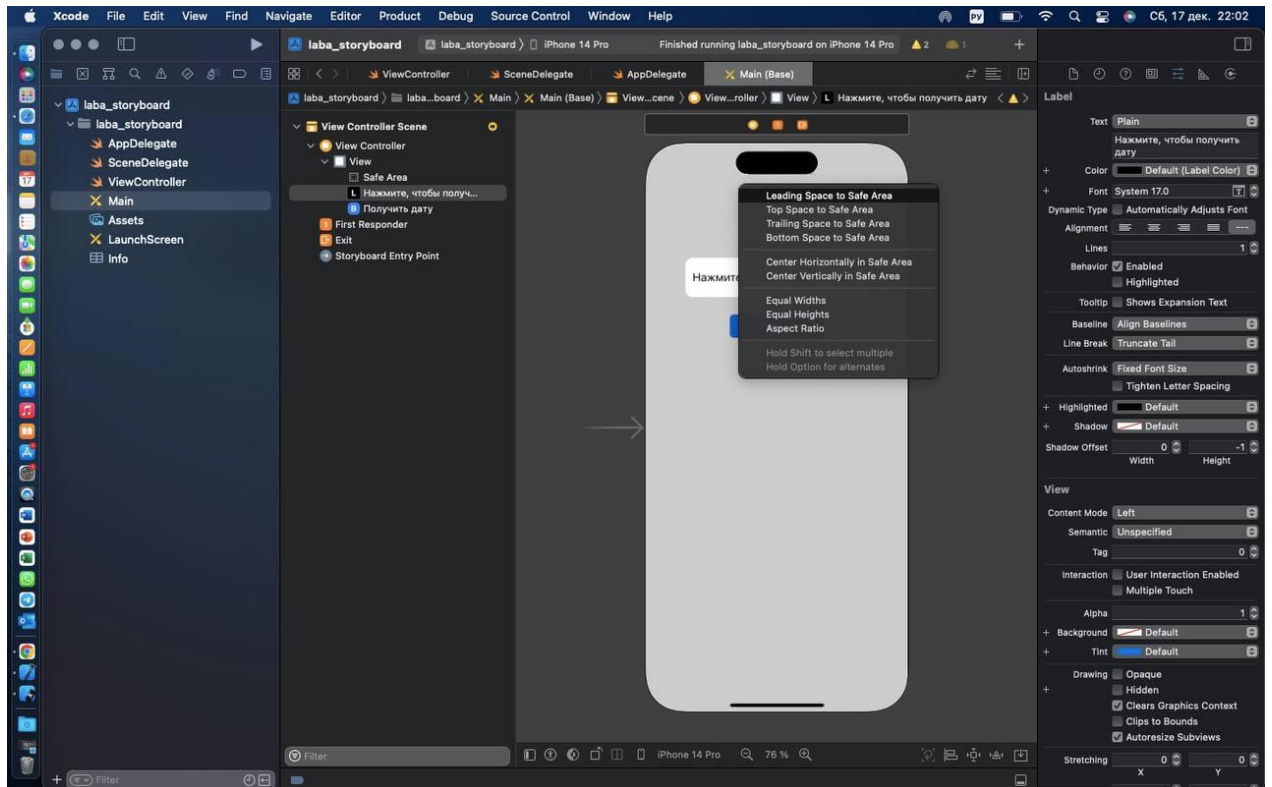 Xcode File Edit View Find Navigate Editor Product Debug Source Control Window Help РУ Сб, 17 дек. 22:02
laba_storyboard laba_storyboard iPhone 14 Pro Finished running laba_storyboard on iPhone 14 Pro 2 1
ViewController SceneDelegate AppDelegate Main (Base)
laba_storyboard laba...board Main Main (Base) View...cene View...roller View L Нажмите, чтобы получить дату
laba_storyboard
laba_storyboard
AppDelegate
SceneDelegate
ViewController
Main
Assets
LaunchScreen
Info
Filter
View Controller Scene
View Controller
View
Safe Area
L Нажмите, чтобы получ...
B Получить дату
First Responder
Exit
Storyboard Entry Point
Filter
Нажмите
Leading Space to Safe Area
Top Space to Safe Area
Trailing Space to Safe Area
Bottom Space to Safe Area
Center Horizontally in Safe Area
Center Vertically in Safe Area
Equal Widths
Equal Heights
Aspect Ratio
Hold Shift to select multiple
Hold Option for alternates
iPhone 14 Pro 76 %
Label
Text Plain
Нажмите, чтобы получить
дату
Color Default (Label Color)
Font System 17.0
Dynamic Type Automatically Adjusts Font
Alignment
Lines 1
Behavior Enabled
Highlighted
Tooltip Shows Expansion Text
Baseline Align Baselines
Line Break Truncate Tail
Autoshrink Fixed Font Size
Tighten Letter Spacing
Highlighted Default
Shadow Default
Shadow Offset 0 -1
Width Height
View
Content Mode Left
Semantic Unspecified
Tag 0
Interaction User Interaction Enabled
Multiple Touch
Alpha 1
Background Default
Tint Default
Drawing Opaque
Hidden
Clears Graphics Context
Clips to Bounds
Autoresize Subviews
Stretching 0 0
X Y